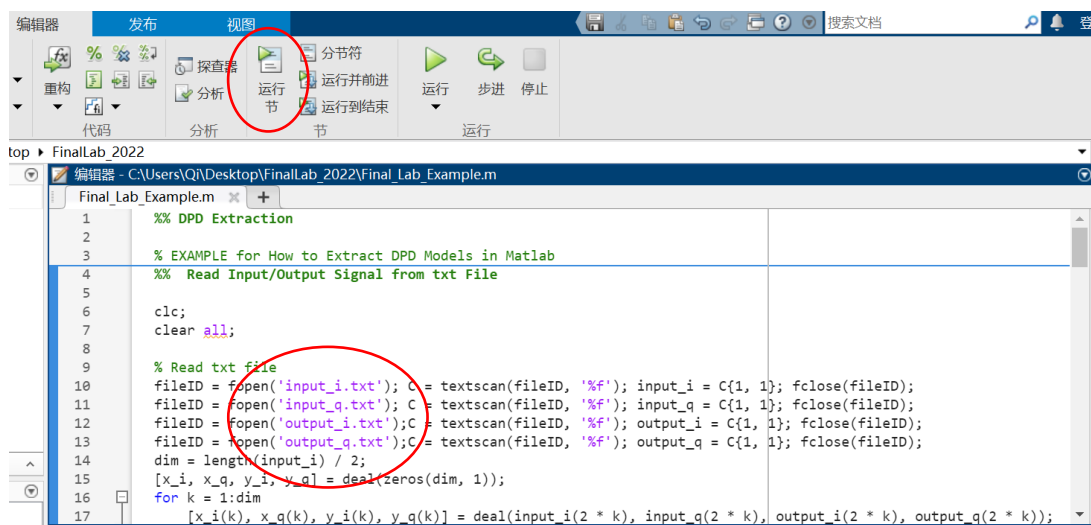 编辑器 发布 视图 搜索文档
fx % %
探查器 分节符
重构 分析 运行节 运行并前进 运行 步进 停止
fi 运行到结束
代码 分析 节 运行
top ▸ FinalLab_2022
编辑器 - C:\Users\Qi\Desktop\FinalLab_2022\Final_Lab_Example.m
Final_Lab_Example.m × +
1 %% DPD Extraction
2
3 % EXAMPLE for How to Extract DPD Models in Matlab
4 %%  Read Input/Output Signal from txt File
5
6 clc;
7 clear all;
8
9 % Read txt file
10 fileID = fopen('input_i.txt'); C = textscan(fileID, '%f'); input_i = C{1, 1}; fclose(fileID);
11 fileID = fopen('input_q.txt'); C = textscan(fileID, '%f'); input_q = C{1, 1}; fclose(fileID);
12 fileID = fopen('output_i.txt');C = textscan(fileID, '%f'); output_i = C{1, 1}; fclose(fileID);
13 fileID = fopen('output_q.txt');C = textscan(fileID, '%f'); output_q = C{1, 1}; fclose(fileID);
14 dim = length(input_i) / 2;
15 [x_i, x_q, y_i, y_q] = deal(zeros(dim, 1));
16 for k = 1:dim
17 [x_i(k), x_q(k), y_i(k), y_q(k)] = deal(input_i(2 * k), input_q(2 * k), output_i(2 * k), output_q(2 * k));